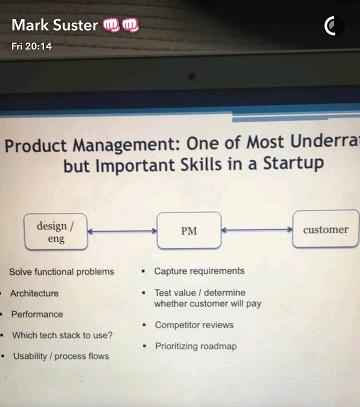 Mark Suster 👊👊
Fri 20:14
Product Management: One of Most
but Important Skills in a Startup
design /
eng
PM
customer
Solve functional problems
• Architecture
• Performance
• Which tech stack to use?
• Usability / process flows
• Capture requirements
• Test value / determine
whether customer will pay
• Competitor reviews
• Prioritizing roadmap